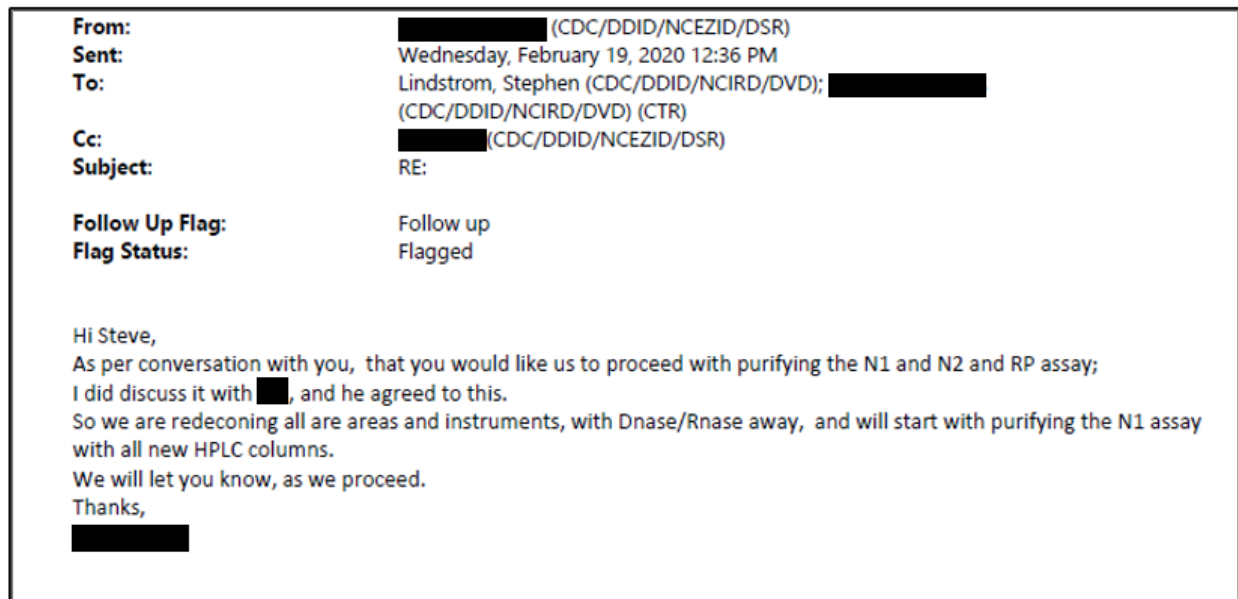 From: (CDC/DDID/NCEZID/DSR)
Sent: Wednesday, February 19, 2020 12:36 PM
To: Lindstrom, Stephen (CDC/DDID/NCIRD/DVD);
(CDC/DDID/NCIRD/DVD) (CTR)
Cc: (CDC/DDID/NCEZID/DSR)
Subject: RE:
Follow Up Flag: Follow up
Flag Status: Flagged
Hi Steve,
As per conversation with you,  that you would like us to proceed with purifying the N1 and N2 and RP assay;
I did discuss it with , and he agreed to this.
So we are redeconing all are areas and instruments, with Dnase/Rnase away,  and will start with purifying the N1 assay
with all new HPLC columns.
We will let you know, as we proceed.
Thanks,